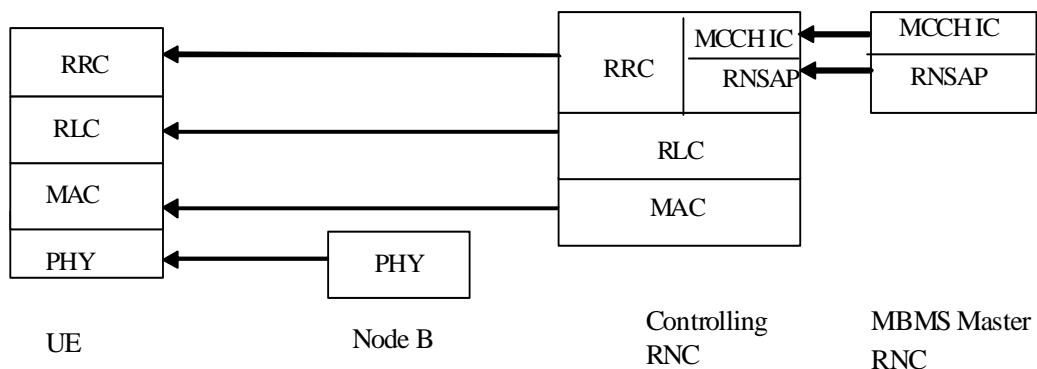 RRC
RLC
MAC
PHY
UE
PHY
Node B
RRC
MCCH IC
RNSAP
RLC
MAC
Controlling
RNC
MCCH IC
RNSAP
MBMS Master
RNC